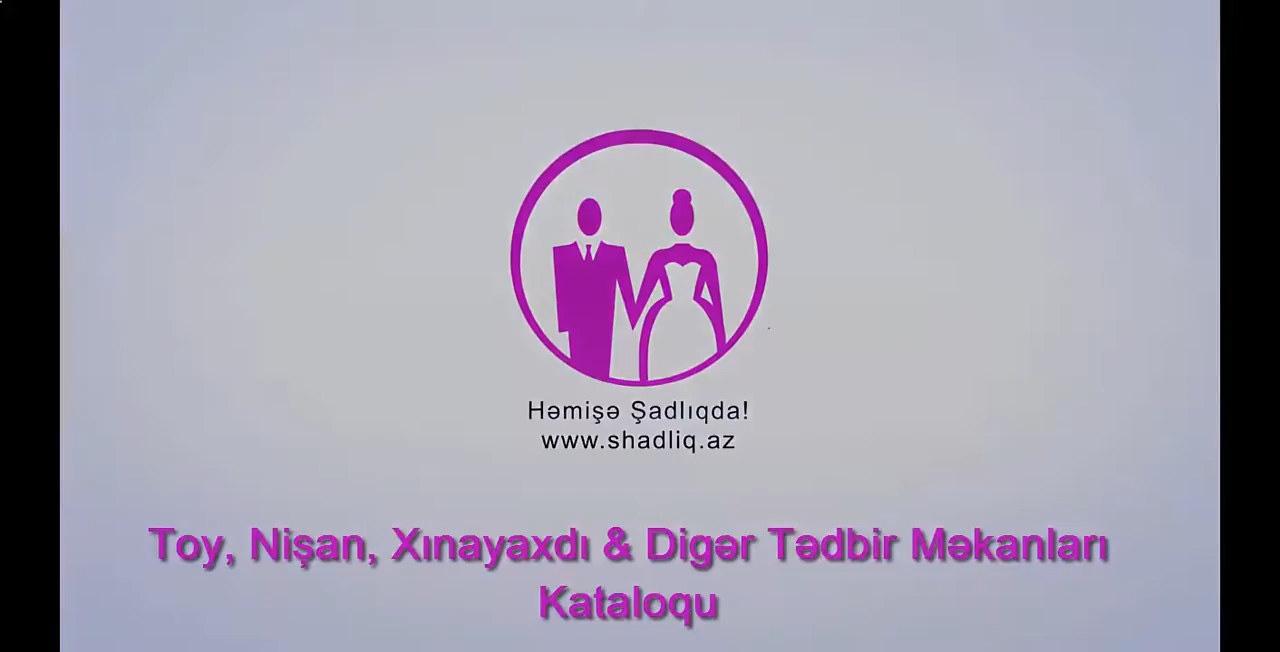 Həmişə Şadlıqda!
www.shadliq.az
Toy, Nişan, Xınayaxdı & Digər Tədbir Məkanları
Kataloqu